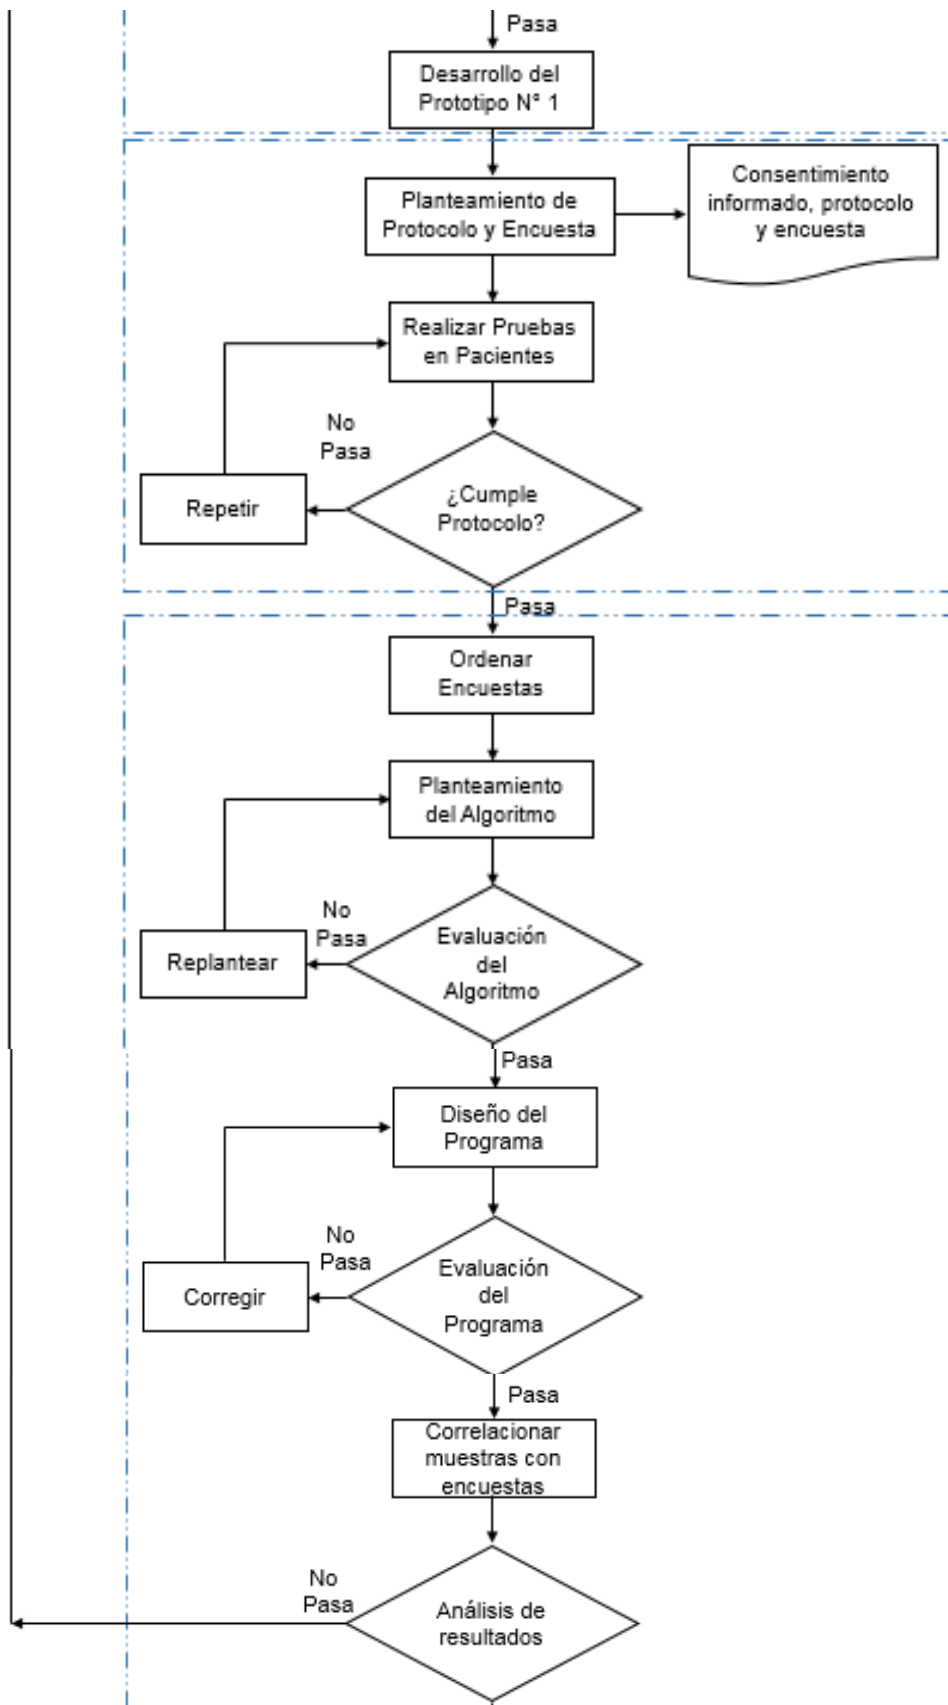 Pasa
Desarrollo del
Prototipo N° 1
Planteamiento de
Protocolo y Encuesta
Consentimiento
informado, protocolo
y encuesta
Realizar Pruebas
en Pacientes
No
Pasa
¿Cumple
Protocolo?
Repetir
Pasa
Ordenar
Encuestas
Planteamiento
del Algoritmo
No
Pasa
Evaluación
del
Algoritmo
Replantear
Pasa
Diseño del
Programa
No
Pasa
Evaluación
del
Programa
Corregir
Pasa
Correlacionar
muestras con
encuestas
No
Pasa
Análisis de
resultados